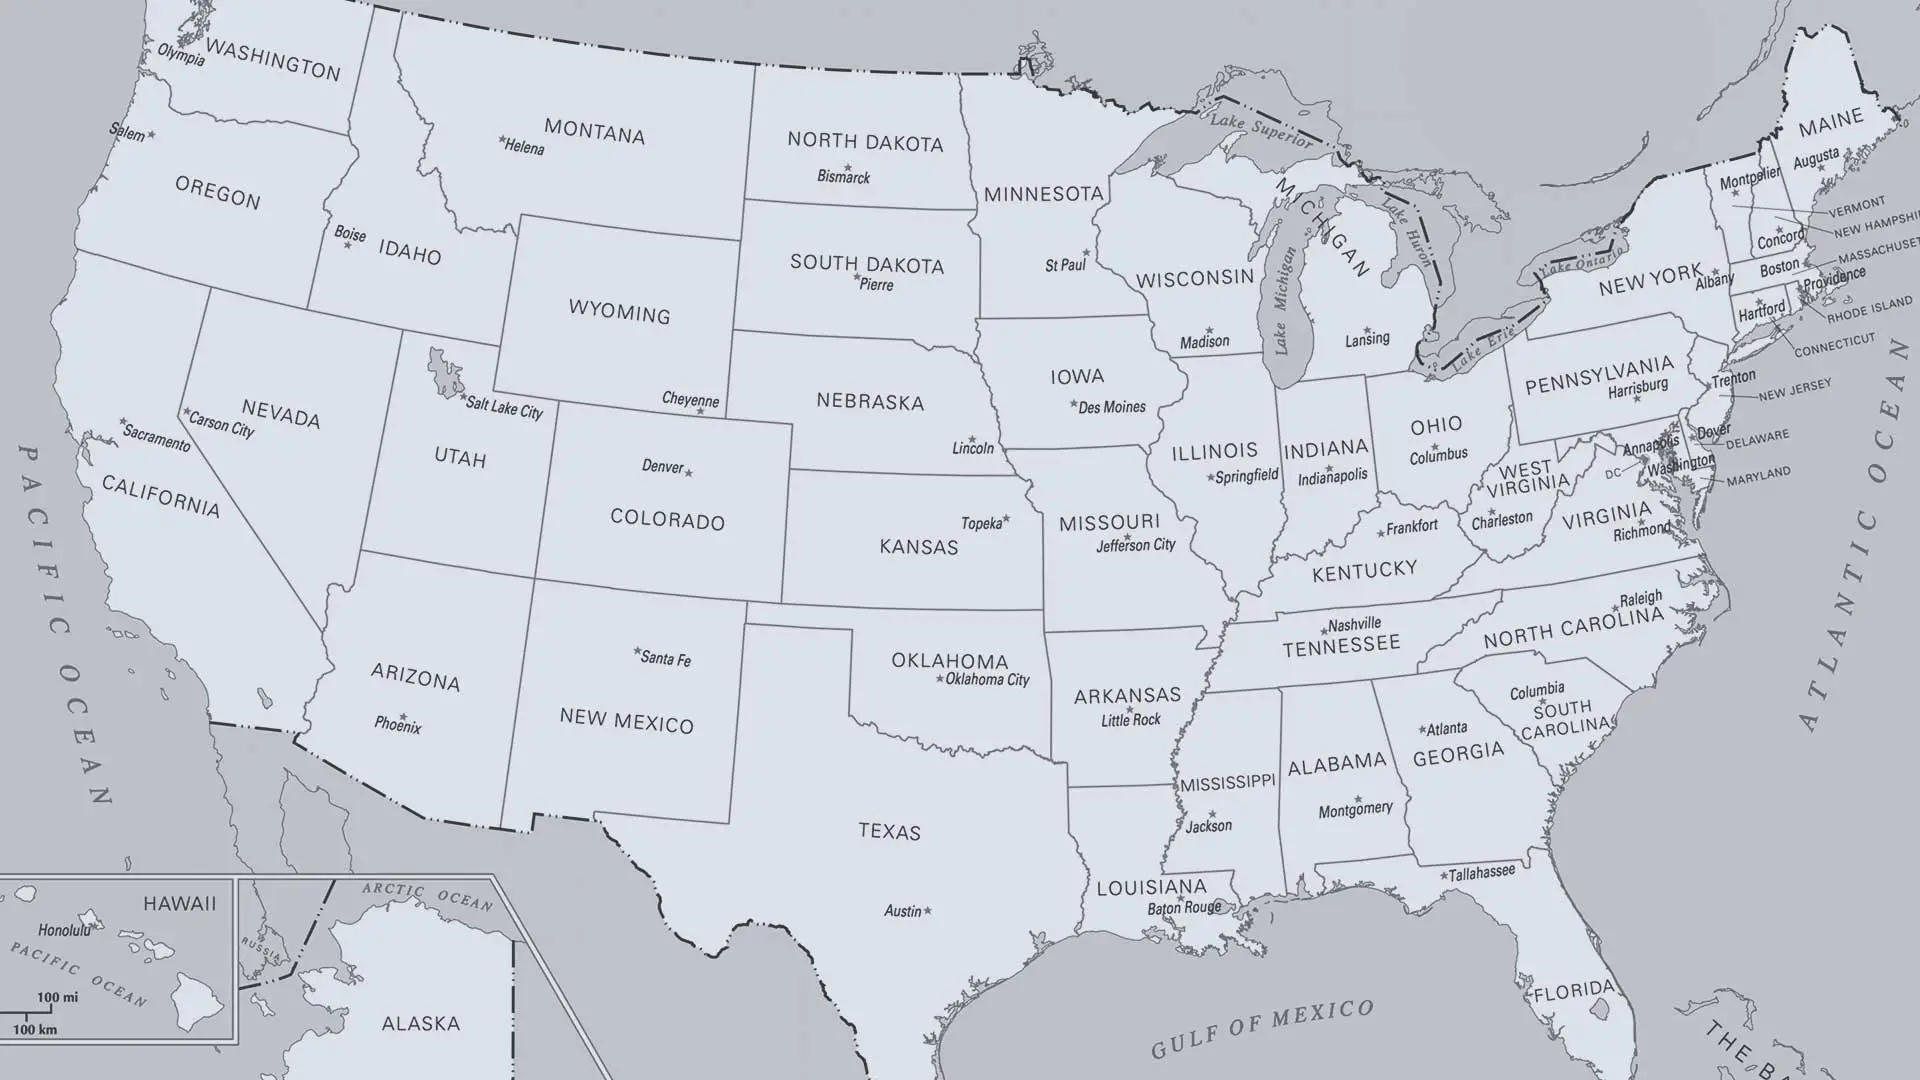 WASHINGTON
Olympia
MONTANA
Helena
NORTH DAKOTA
Bismarck
MINNESOTA
St Paul
Lake Superior
MICHIGAN
Lansing
Lake Huron
Lake Michigan
Lake Ontario
Lake Erie
MAINE
Augusta
Montpelier
VERMONT
NEW HAMPSHI
Concord
MASSACHUSET
Boston
Providence
RHODE ISLAND
Hartford
CONNECTICUT
NEW YORK
Albany
Salem
OREGON
Boise
IDAHO
WYOMING
Cheyenne
SOUTH DAKOTA
Pierre
WISCONSIN
Madison
IOWA
Des Moines
NEBRASKA
Lincoln
PENNSYLVANIA
Harrisburg
Trenton
NEW JERSEY
Dover
DELAWARE
Annapolis
DC
Washington
MARYLAND
NEVADA
Carson City
Sacramento
CALIFORNIA
Salt Lake City
UTAH
Denver
COLORADO
Topeka
KANSAS
MISSOURI
Jefferson City
ILLINOIS
Springfield
INDIANA
Indianapolis
OHIO
Columbus
WEST
VIRGINIA
Charleston
VIRGINIA
Richmond
Frankfort
KENTUCKY
Nashville
TENNESSEE
Raleigh
NORTH CAROLINA
Columbia
SOUTH
CAROLINA
PACIFIC OCEAN
ATLANTIC OCEAN
ARIZONA
Phoenix
Santa Fe
NEW MEXICO
OKLAHOMA
Oklahoma City
ARKANSAS
Little Rock
MISSISSIPPI
Jackson
ALABAMA
Montgomery
Atlanta
GEORGIA
TEXAS
Austin
LOUISIANA
Baton Rouge
Tallahassee
FLORIDA
GULF OF MEXICO
THE BA
HAWAII
Honolulu
PACIFIC OCEAN
100 mi
100 km
RUSSIA
ARCTIC OCEAN
ALASKA